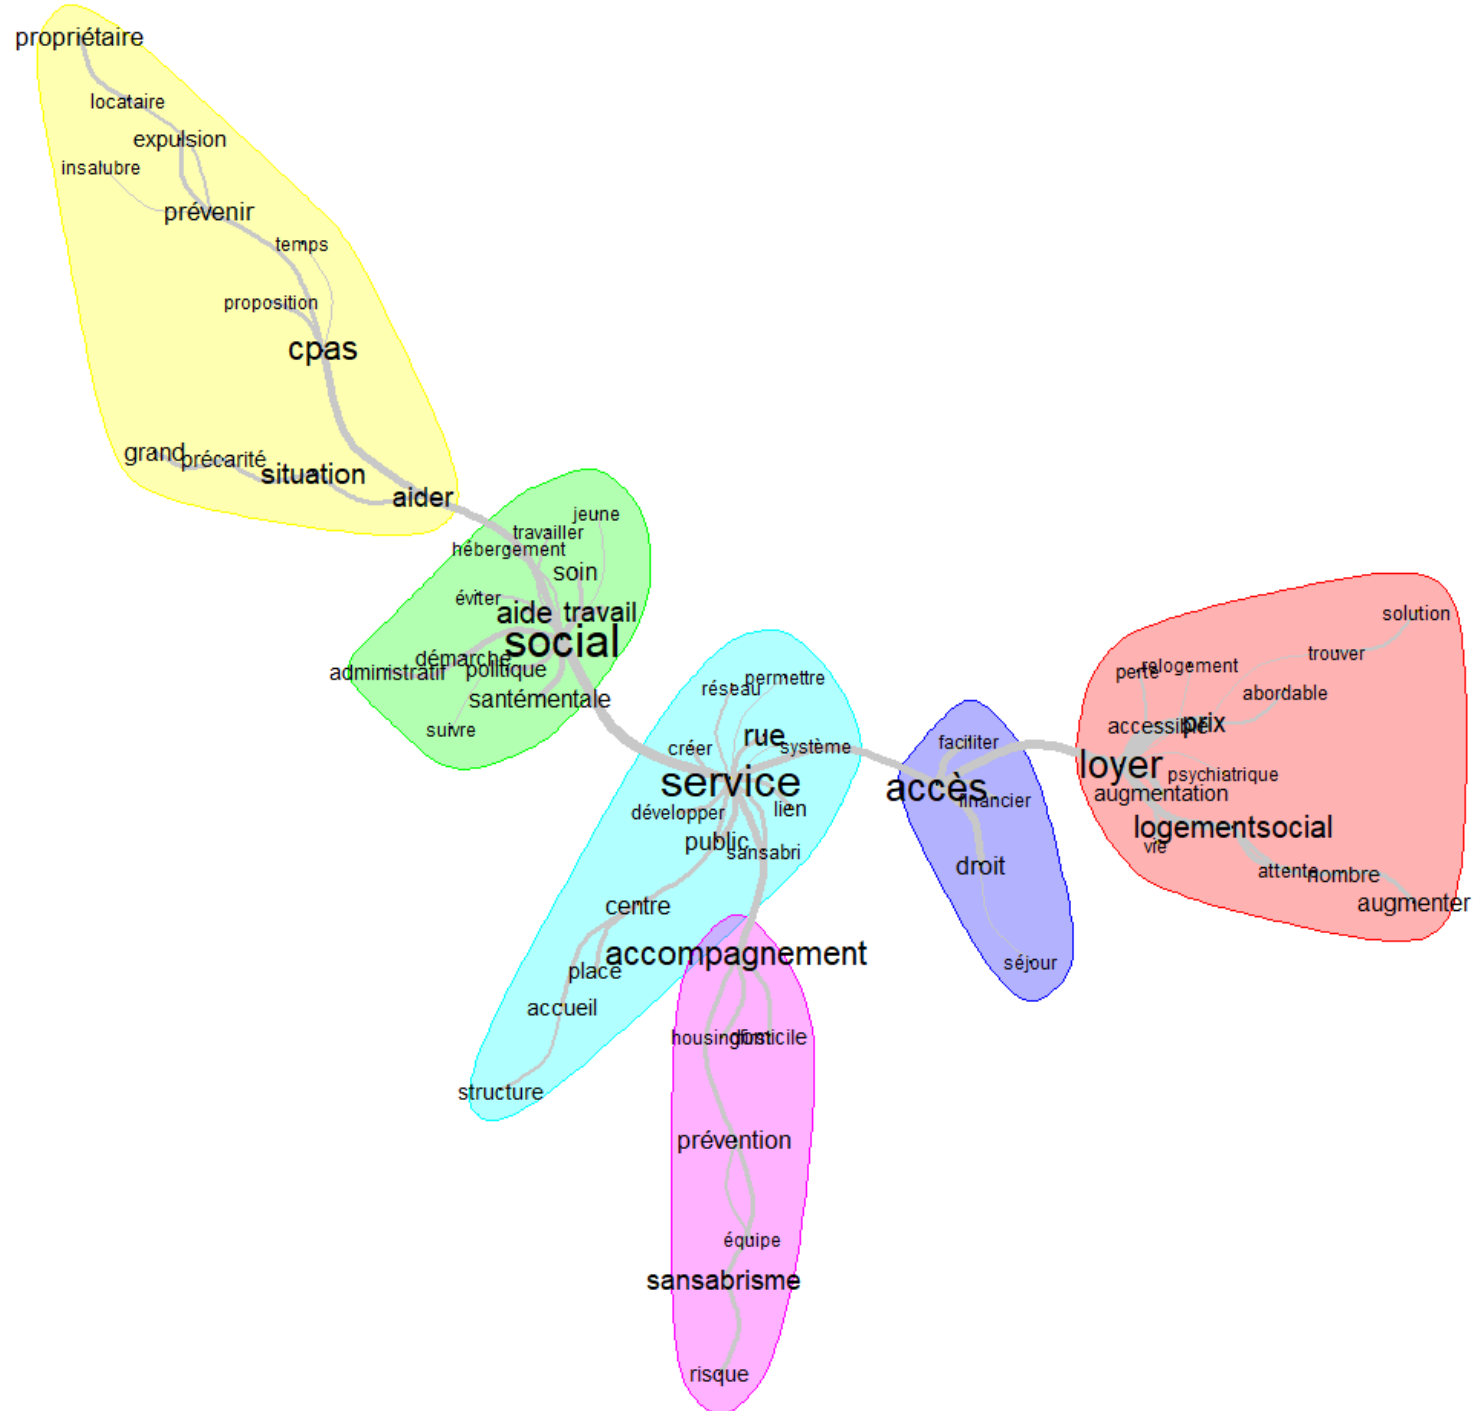 propriétaire
locataire
expulsion
insalubre
prévenir
temps
proposition
cpas
grand
précarité
situation
aider
jeune
travailler
hébergement
soin
éviter
aide
travail
social
démarche
administratif
politique
santémentale
suivre
réseau
permettre
rue
créer
système
service
développer
lien
public
sansabri
centre
place
accueil
structure
accompagnement
housingfirst
domicile
prévention
équipe
sansabrisme
risque
faciliter
accès
financier
droit
séjour
solution
trouver
perte
relogement
abordable
accessible
prix
loyer
psychiatrique
augmentation
logementsocial
vie
attente
nombre
augmenter